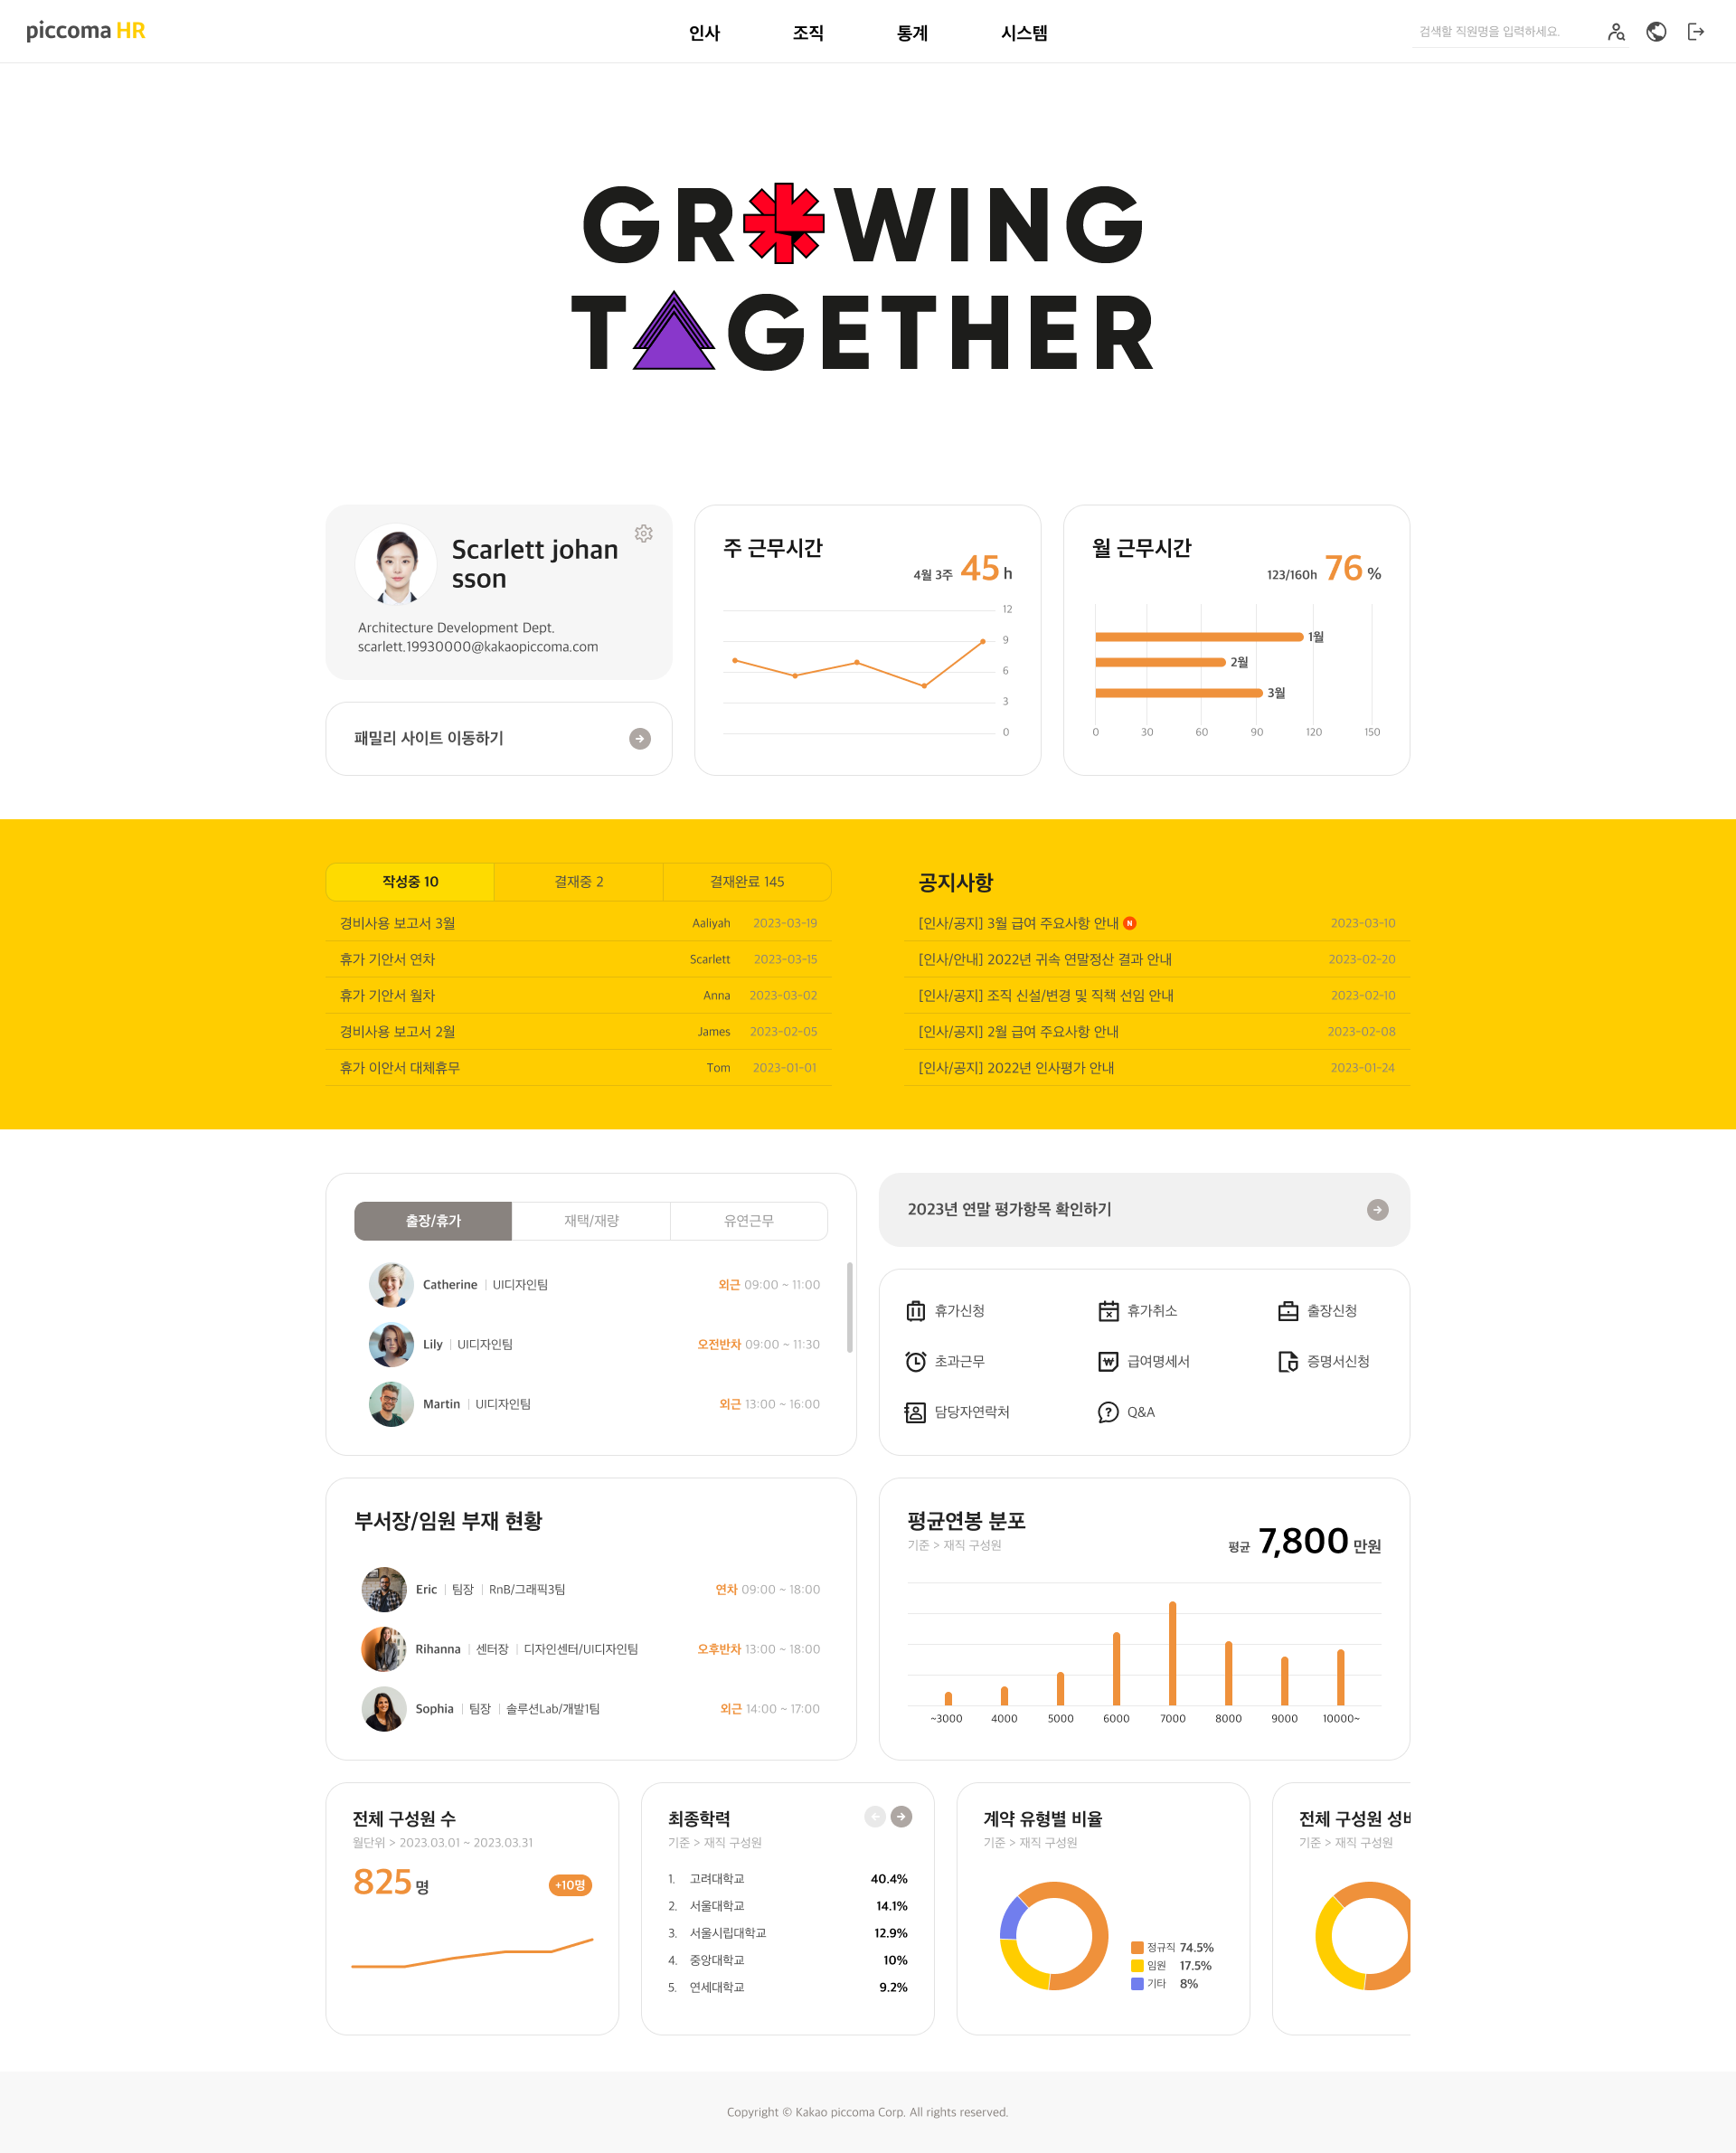 piccoma HR
인사 조직 통계 시스템
검색할 직원명을 입력하세요.
GROWING
TOGETHER
Scarlett johan
sson
Architecture Development Dept.
scarlett.19930000@kakaopiccoma.com
패밀리 사이트 이동하기
주 근무시간
4월 3주 45 h
12
9
6
3
0
월 근무시간
123/160h 76 %
1월
2월
3월
0 30 60 90 120 150
작성중 10 결재중 2 결재완료 145
경비사용 보고서 3월 Aaliyah 2023-03-19
휴가 기안서 연차 Scarlett 2023-03-15
휴가 기안서 월차 Anna 2023-03-02
경비사용 보고서 2월 James 2023-02-05
휴가 이안서 대체휴무 Tom 2023-01-01
공지사항
[인사/공지] 3월 급여 주요사항 안내 N 2023-03-10
[인사/안내] 2022년 귀속 연말정산 결과 안내 2023-02-20
[인사/공지] 조직 신설/변경 및 직책 선임 안내 2023-02-10
[인사/공지] 2월 급여 주요사항 안내 2023-02-08
[인사/공지] 2022년 인사평가 안내 2023-01-24
출장/휴가 재택/재량 유연근무
Catherine UI디자인팀 외근 09:00 ~ 11:00
Lily UI디자인팀 오전반차 09:00 ~ 11:30
Martin UI디자인팀 외근 13:00 ~ 16:00
2023년 연말 평가항목 확인하기
휴가신청 휴가취소 출장신청
초과근무 급여명세서 증명서신청
담당자연락처 Q&A
부서장/임원 부재 현황
Eric 팀장 RnB/그래픽3팀 연차 09:00 ~ 18:00
Rihanna 센터장 디자인센터/UI디자인팀 오후반차 13:00 ~ 18:00
Sophia 팀장 솔루션Lab/개발1팀 외근 14:00 ~ 17:00
평균연봉 분포
기준 > 재직 구성원
평균 7,800 만원
~3000 4000 5000 6000 7000 8000 9000 10000~
전체 구성원 수
월단위 > 2023.03.01 ~ 2023.03.31
825 명 +10명
최종학력
기준 > 재직 구성원
1. 고려대학교 40.4%
2. 서울대학교 14.1%
3. 서울시립대학교 12.9%
4. 중앙대학교 10%
5. 연세대학교 9.2%
계약 유형별 비율
기준 > 재직 구성원
정규직 74.5%
임원 17.5%
기타 8%
전체 구성원
기준 > 재직 구성원
Copyright © Kakao piccoma Corp. All rights reserved.